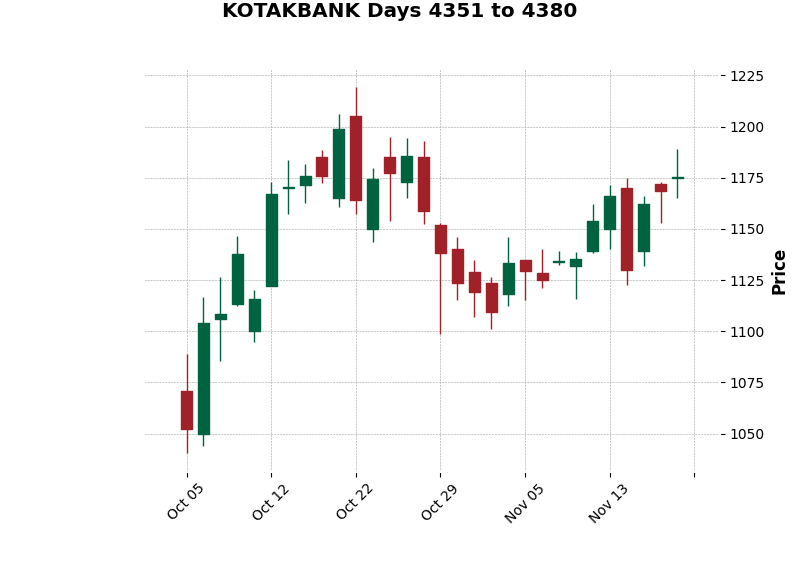 KOTAKBANK Days 4351 to 4380
1225
1200
1175
1150
1125
1100
1075
1050
Price
Oct 05
Oct 12
Oct 22
Oct 29
Nov 05
Nov 13